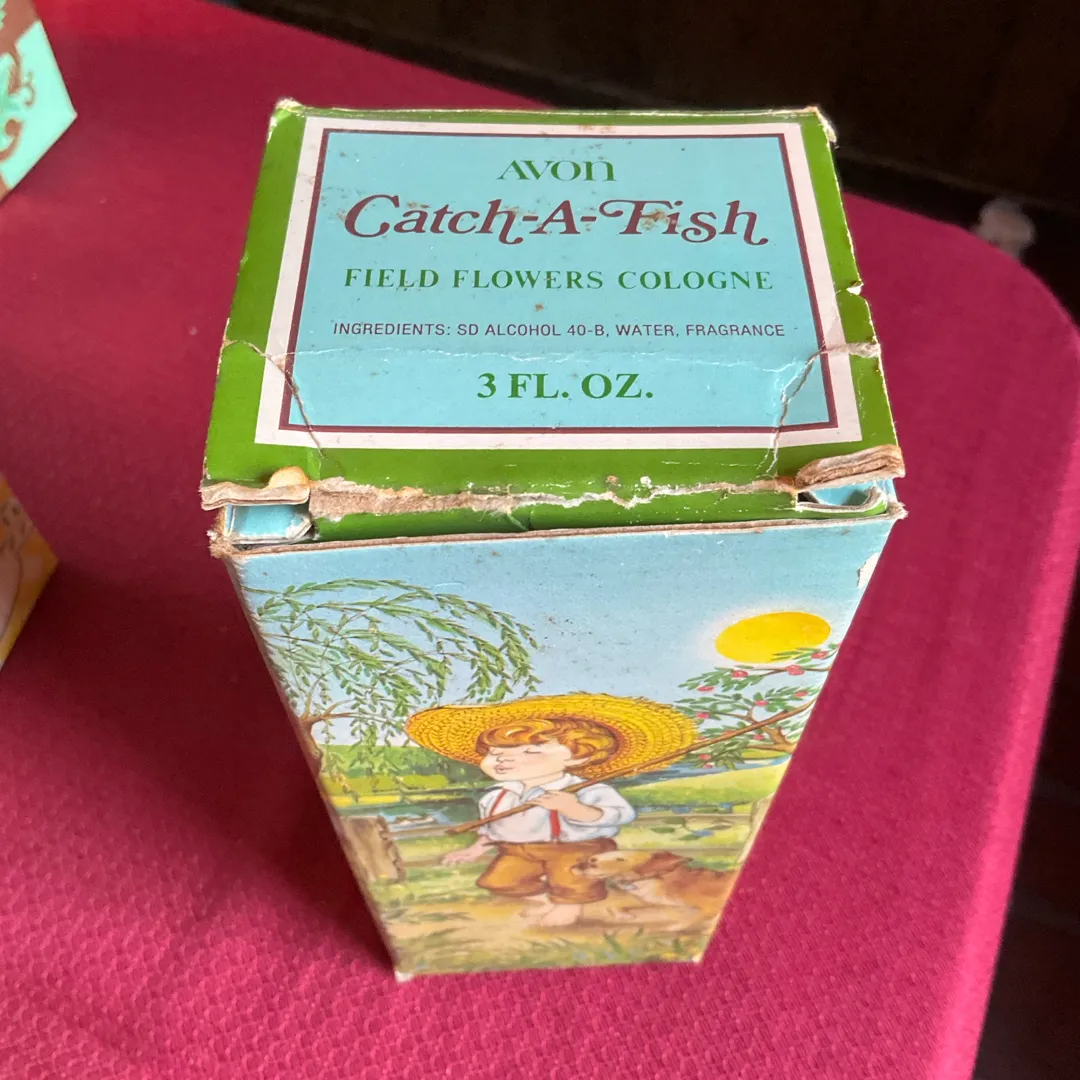 AVON
Catch-A-Fish
FIELD FLOWERS COLOGNE
INGREDIENTS: SD ALCOHOL 40-B, WATER, FRAGRANCE
3 FL. OZ.